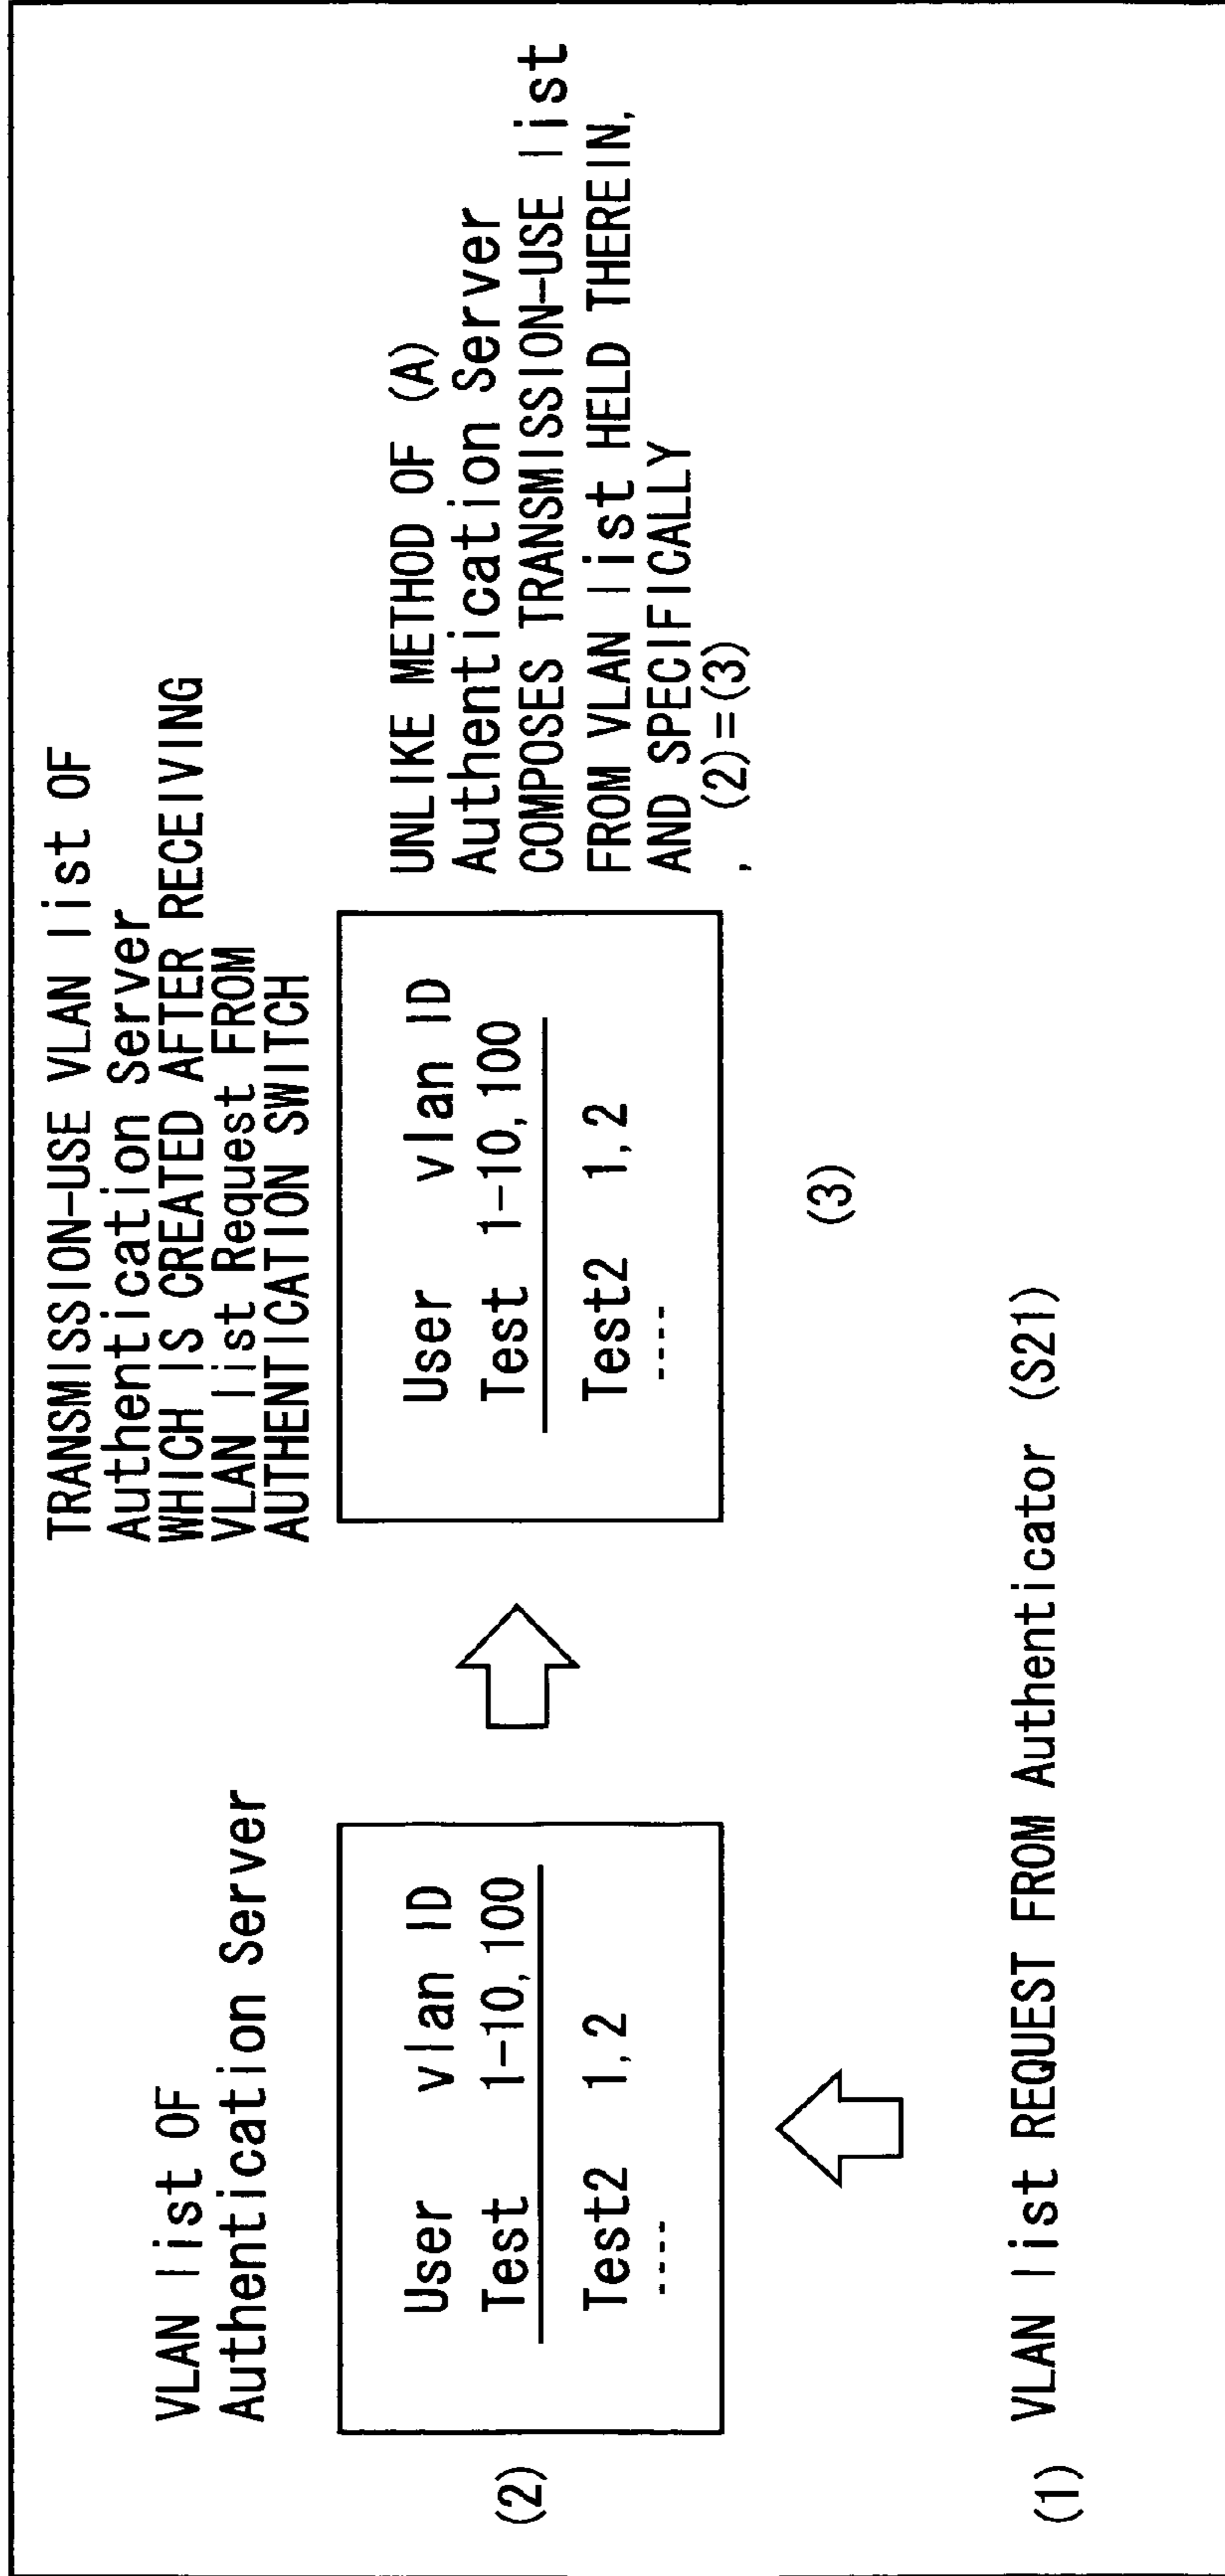 VLAN list OF
Authentication Server
(2)
User vlan ID
Test 1-10, 100
Test2 1, 2
----
TRANSMISSION-USE VLAN list OF
Authentication Server
WHICH IS CREATED AFTER RECEIVING
VLAN list Request FROM
AUTHENTICATION SWITCH
User vlan ID
Test 1-10, 100
Test2 1, 2
----
(3)
UNLIKE METHOD OF (A)
Authentication Server
COMPOSES TRANSMISSION-USE list
FROM VLAN list HELD THEREIN,
AND SPECIFICALLY
, (2)=(3)
(1) VLAN list REQUEST FROM Authenticator (S21)